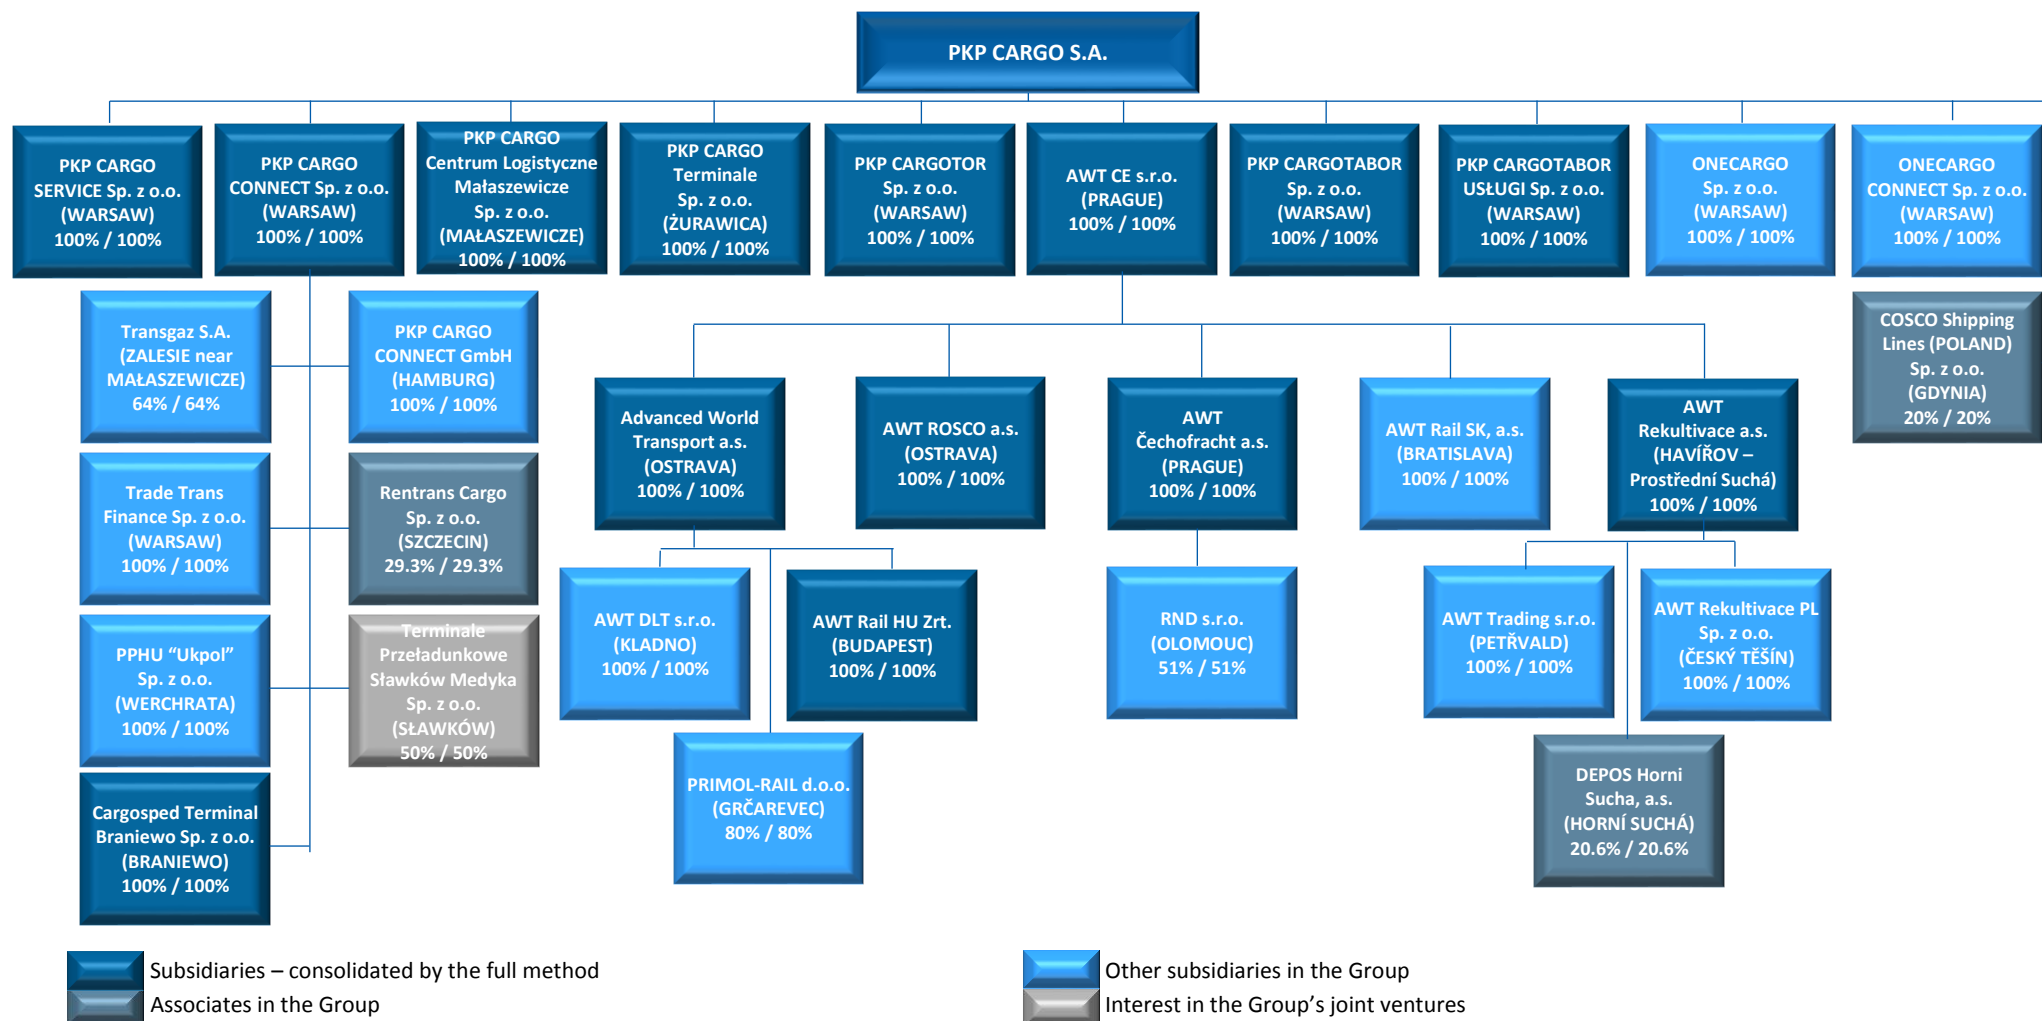 PKP CARGO S.A.
PKP CARGO
SERVICE Sp. z o.o.
(WARSAW)
100% / 100%
PKP CARGO
CONNECT Sp. z o.o.
(WARSAW)
100% / 100%
PKP CARGO
Centrum Logistyczne
Małaszewicze
Sp. z o.o.
(MAŁASZEWICZE)
100% / 100%
PKP CARGO
Terminale
Sp. z o.o.
(ŻURAWICA)
100% / 100%
PKP CARGOTOR
Sp. z o.o.
(WARSAW)
100% / 100%
AWT CE s.r.o.
(PRAGUE)
100% / 100%
PKP CARGOTABOR
Sp. z o.o.
(WARSAW)
100% / 100%
PKP CARGOTABOR
USŁUGI Sp. z o.o.
(WARSAW)
100% / 100%
ONECARGO
Sp. z o.o.
(WARSAW)
100% / 100%
ONECARGO
CONNECT Sp. z o.o.
(WARSAW)
100% / 100%
Transgaz S.A.
(ZALESIE near
MAŁASZEWICZE)
64% / 64%
PKP CARGO
CONNECT GmbH
(HAMBURG)
100% / 100%
COSCO Shipping
Lines (POLAND)
Sp. z o.o.
(GDYNIA)
20% / 20%
Advanced World
Transport a.s.
(OSTRAVA)
100% / 100%
AWT ROSCO a.s.
(OSTRAVA)
100% / 100%
AWT
Čechofracht a.s.
(PRAGUE)
100% / 100%
AWT Rail SK, a.s.
(BRATISLAVA)
100% / 100%
AWT
Rekultivace a.s.
(HAVÍŘOV –
Prostřední Suchá)
100% / 100%
Trade Trans
Finance Sp. z o.o.
(WARSAW)
100% / 100%
Rentrans Cargo
Sp. z o.o.
(SZCZECIN)
29.3% / 29.3%
AWT DLT s.r.o.
(KLADNO)
100% / 100%
AWT Rail HU Zrt.
(BUDAPEST)
100% / 100%
RND s.r.o.
(OLOMOUC)
51% / 51%
AWT Trading s.r.o.
(PETŘVALD)
100% / 100%
AWT Rekultivace PL
Sp. z o.o.
(ČESKÝ TĚŠÍN)
100% / 100%
PPHU “Ukpol”
Sp. z o.o.
(WERCHRATA)
100% / 100%
Terminale
Przeładunkowe
Sławków Medyka
Sp. z o.o.
(SŁAWKÓW)
50% / 50%
PRIMOL-RAIL d.o.o.
(GRČAREVEC)
80% / 80%
DEPOS Horni
Sucha, a.s.
(HORNÍ SUCHÁ)
20.6% / 20.6%
Cargosped Terminal
Braniewo Sp. z o.o.
(BRANIEWO)
100% / 100%
Subsidiaries – consolidated by the full method
Other subsidiaries in the Group
Associates in the Group
Interest in the Group’s joint ventures